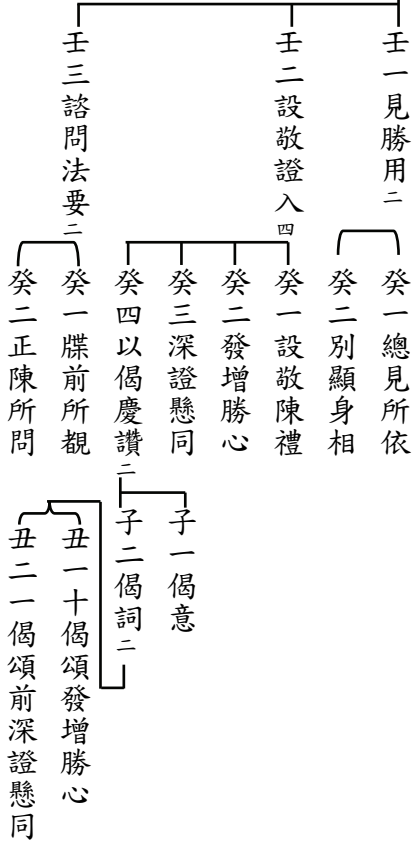 壬一見勝用二
壬二設敬證入四
壬三諮問法要二
癸一總見所依
癸二別顯身相
癸一設敬陳禮
癸二發增勝心
癸三深證懸同
癸四以偈慶讚二
癸一牒前所覩
癸二正陳所問
子一偈意
子二偈詞二
丑一十偈頌發增勝心
丑二一偈頌前深證懸同